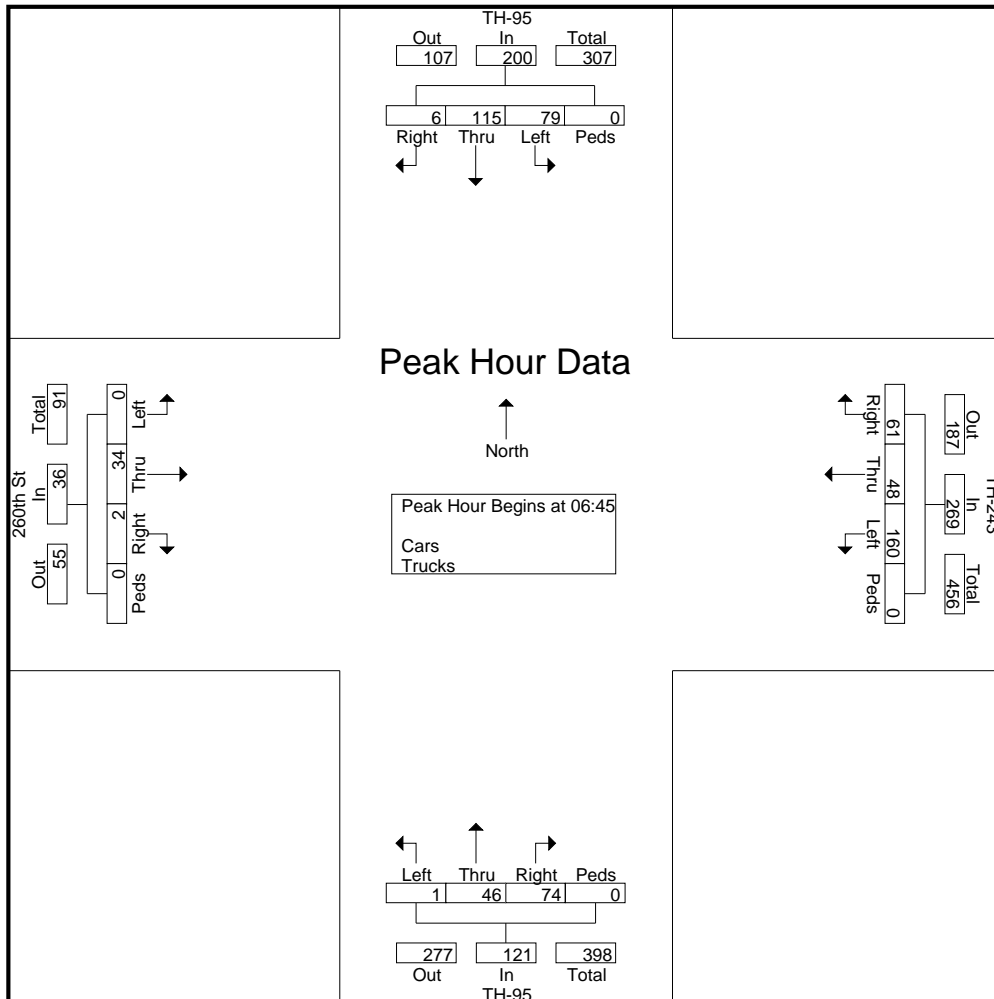 TH-95
Out In Total
107 200 307
6 115 79 0
Right Thru Left Peds
Peak Hour Data
North
Peak Hour Begins at 06:45
Cars
Trucks
260th St
Out In Total
55 36 91
0 34 2 0
Left Thru Right Peds
TH-243
Out In Total
187 269 456
61 48 160 0
Right Thru Left Peds
Left Thru Right Peds
1 46 74 0
277 121 398
Out In Total
TH-95